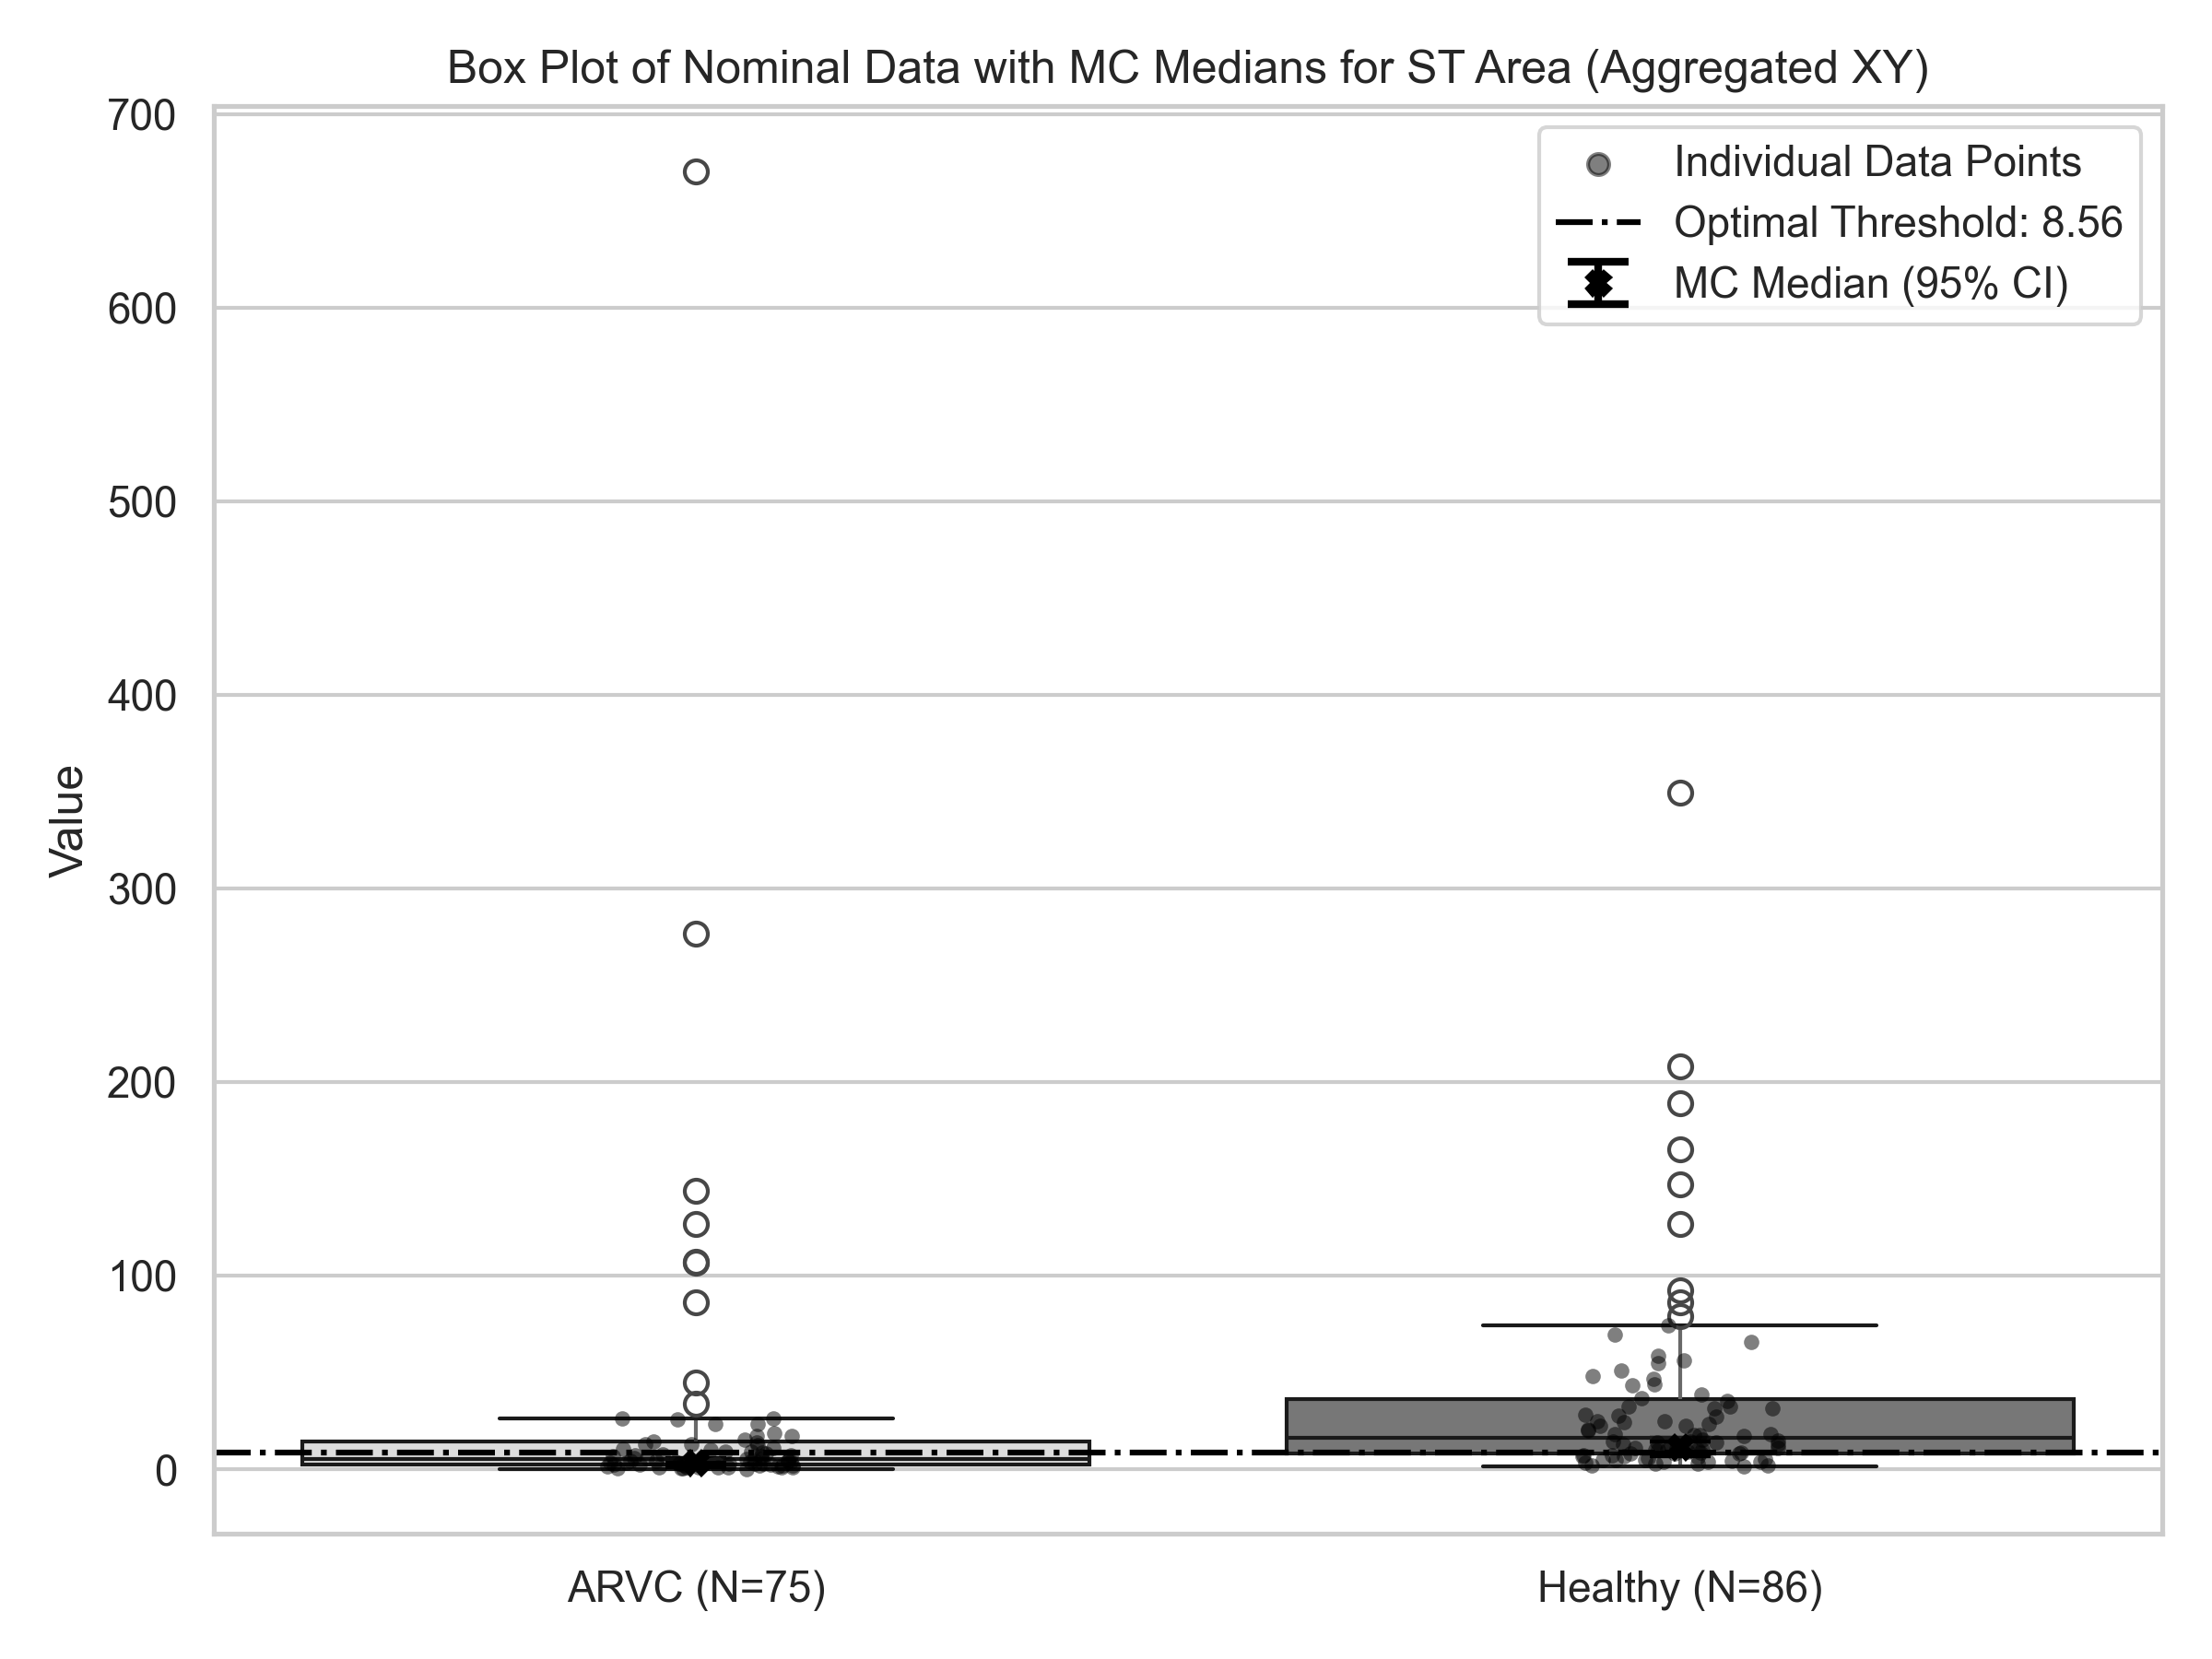 Box Plot of Nominal Data with MC Medians for ST Area (Aggregated XY)
Individual Data Points
Optimal Threshold: 8.56
MC Median (95% CI)
Value
700
600
500
400
300
200
100
0
ARVC (N=75)
Healthy (N=86)